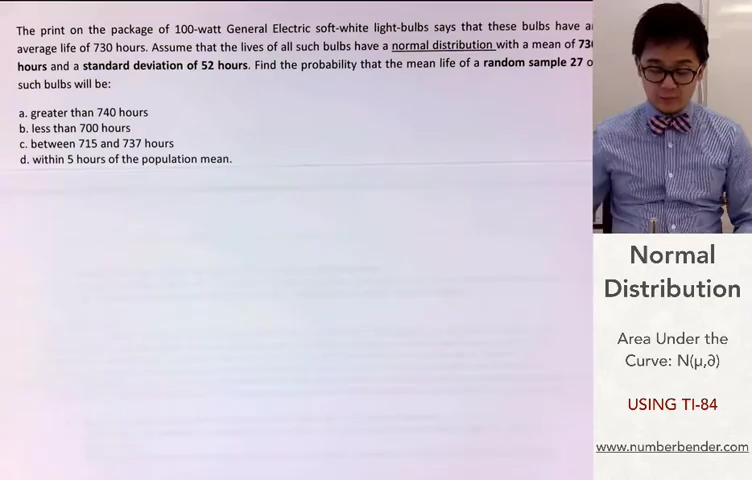 The print on the package of 100-watt General Electric soft-white light-bulbs says that these bulbs have
average life of 730 hours. Assume that the lives of all such bulbs have a normal distribution with a mean of
hours and a standard deviation of 52 hours. Find the probability that the mean life of a random sample 27
such bulbs will be:
a. greater than 740 hours
b. less than 700 hours
c. between 715 and 737 hours
d. within 5 hours of the population mean.
Normal
Distribution
Area Under the
Curve: N(μ,∂)
USING TI-84
www.numberbender.com